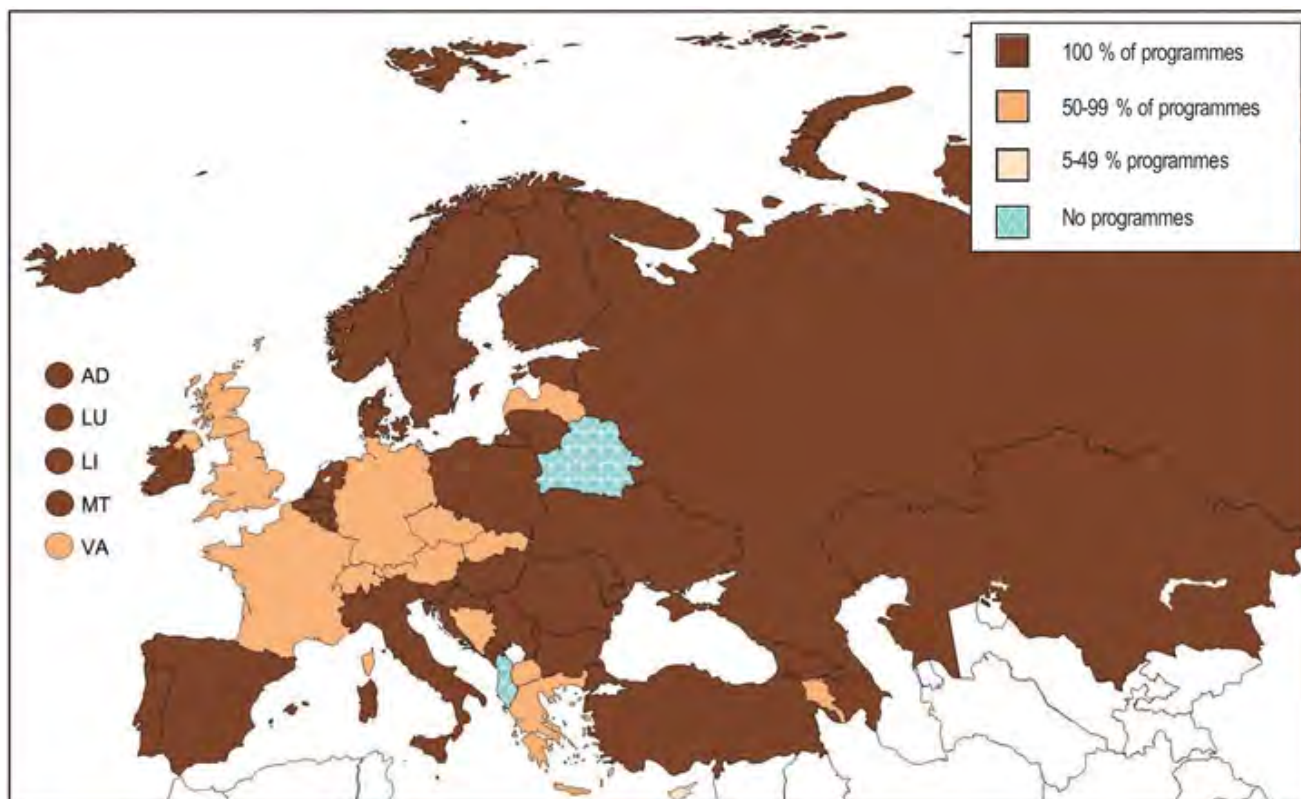 100 % of programmes
50-99 % of programmes
5-49 % programmes
No programmes
AD
LU
LI
MT
VA